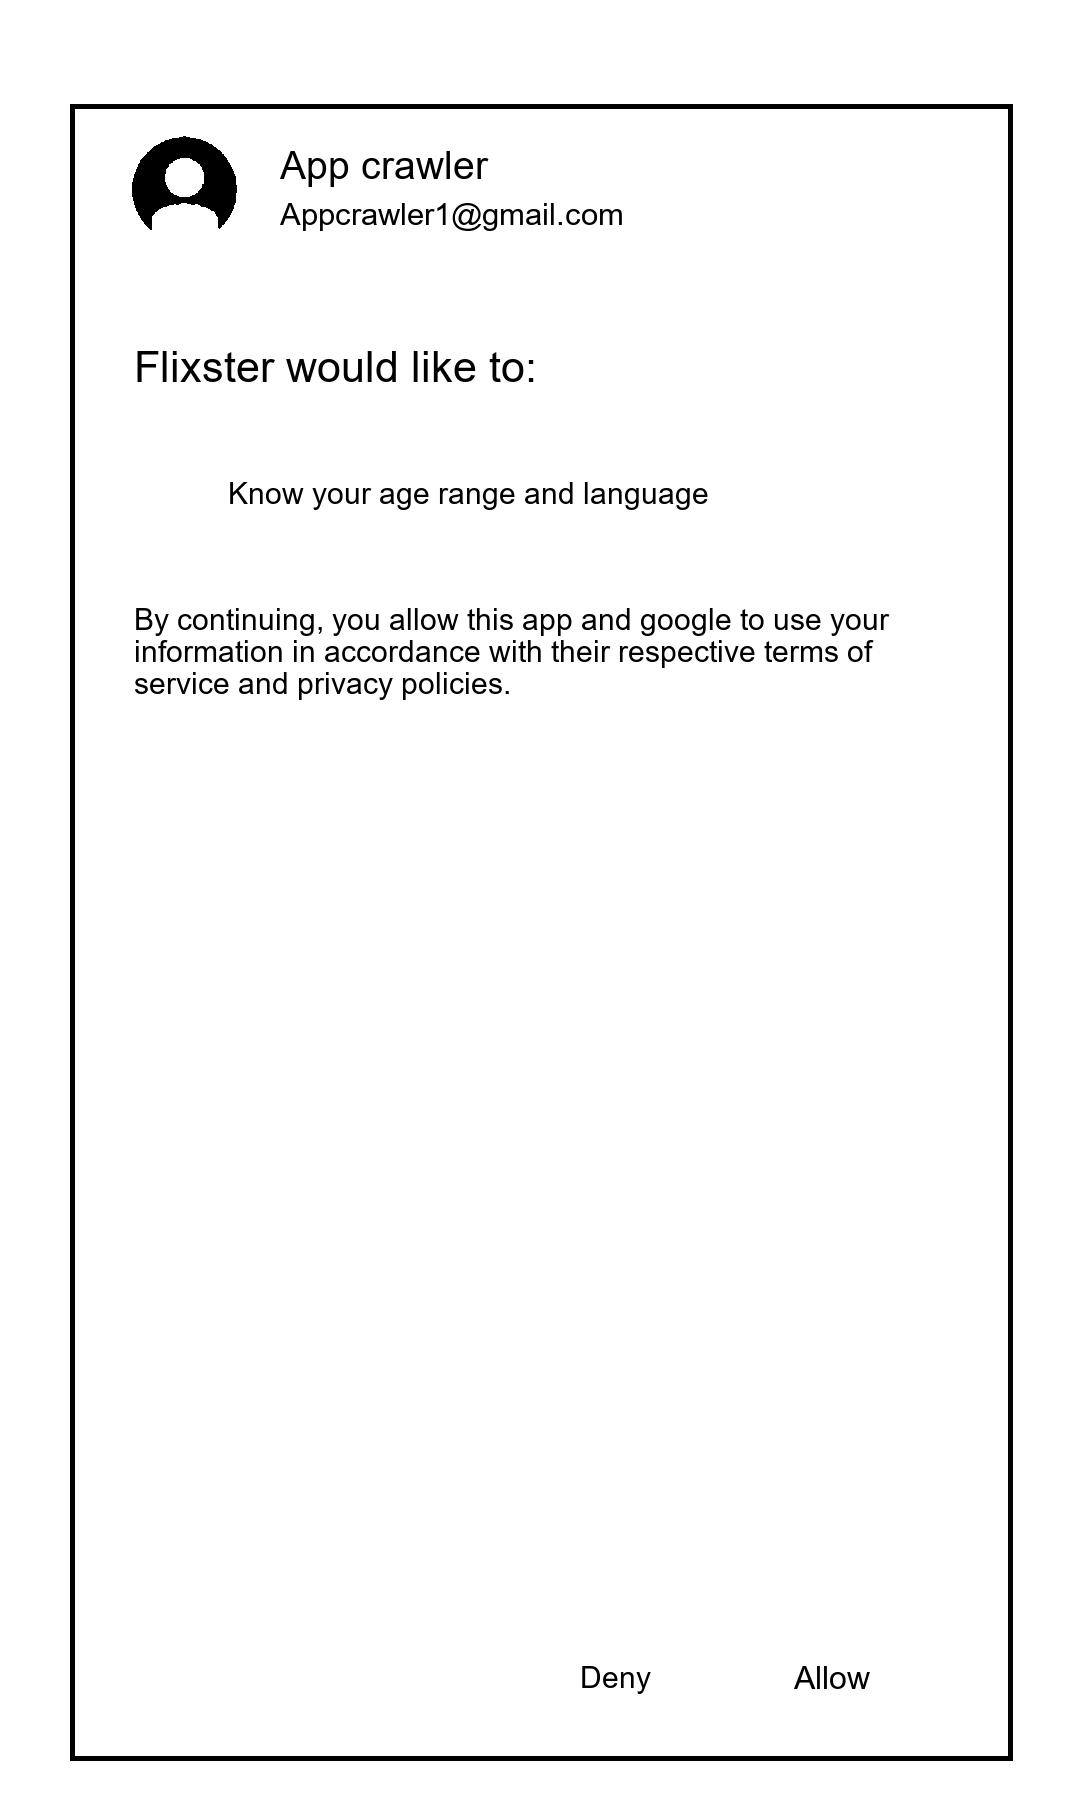 App crawler
Appcrawler1@gmail.com
Flixster would like to:
Know your age range and language
By continuing, you allow this app and google to use your
information in accordance with their respective terms of
service and privacy policies.
Deny Allow